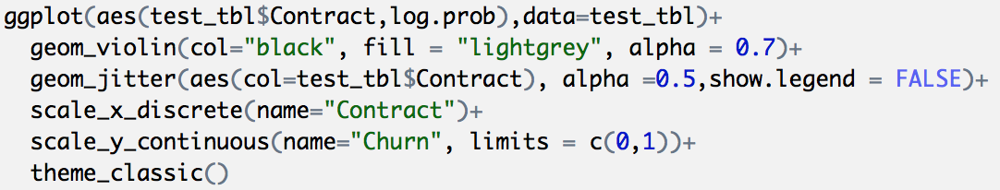 ggplot(aes(test_tbl$Contract,log.prob),data=test_tbl)+
  geom_violin(col="black", fill = "lightgrey", alpha = 0.7)+
  geom_jitter(aes(col=test_tbl$Contract), alpha =0.5,show.legend = FALSE)+
  scale_x_discrete(name="Contract")+
  scale_y_continuous(name="Churn", limits = c(0,1))+
  theme_classic()